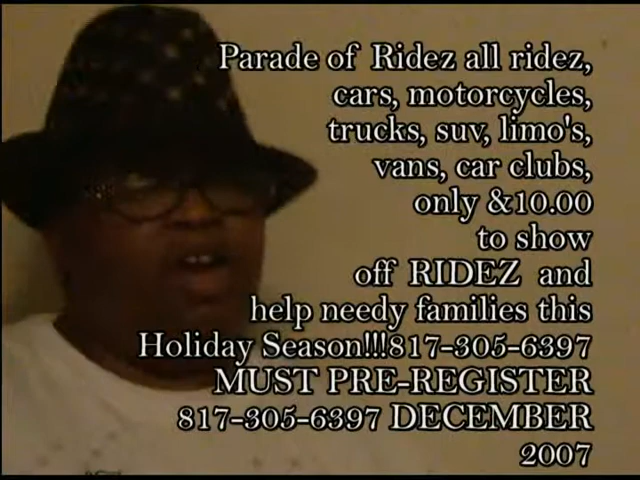 Parade of Ridez all ridez,
cars, motorcycles,
trucks, suv, limo's,
vans, car clubs,
only &10.00
to show
off RIDEZ and
help needy families this
Holiday Season!!!817-305-6397
MUST PRE-REGISTER
817-305-6397 DECEMBER
2007